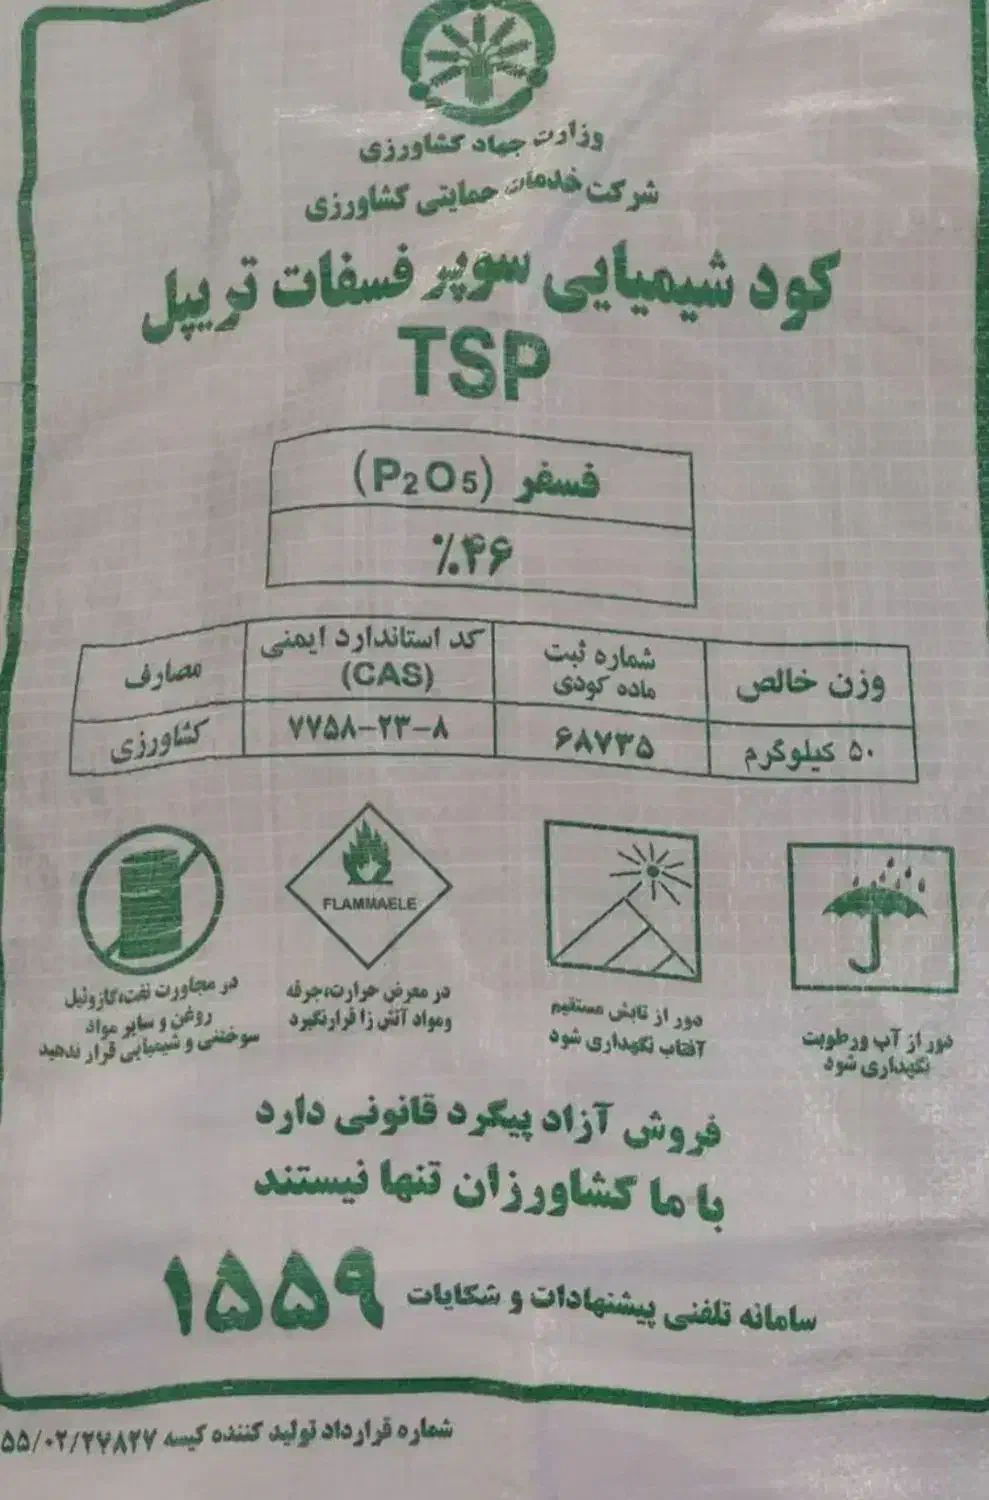 وزارت جهاد کشاورزی
شرکت خدمات حمایتی کشاورزی
کود شیمیایی سوپر فسفات تریپل
TSP
فسفر (P₂O₅)
٪۴۶
وزن خالص
شماره ثبت
ماده کودی
کد استاندارد ایمنی
(CAS)
مصارف
۵۰ کیلوگرم
۶۸۷۳۵
۷۷۵۸-۲۳-۸
کشاورزی
FLAMMAELE
دور از آب ورطوبت
نگهداری شود
دور از تابش مستقیم
آفتاب نگهداری شود
در معرض حرارت،جرقه
ومواد آتش زا قرارنگیرد
در مجاورت نفت،گازوئیل
روغن و سایر مواد
سوختنی و شیمیایی قرار ندهید
فروش آزاد پیگرد قانونی دارد
با ما کشاورزان تنها نیستند
سامانه تلفنی پیشنهادات و شکایات ۱۵۵۹
شماره قرارداد تولید کننده کیسه ۵۵/۰۲/۲۷۸۲۷